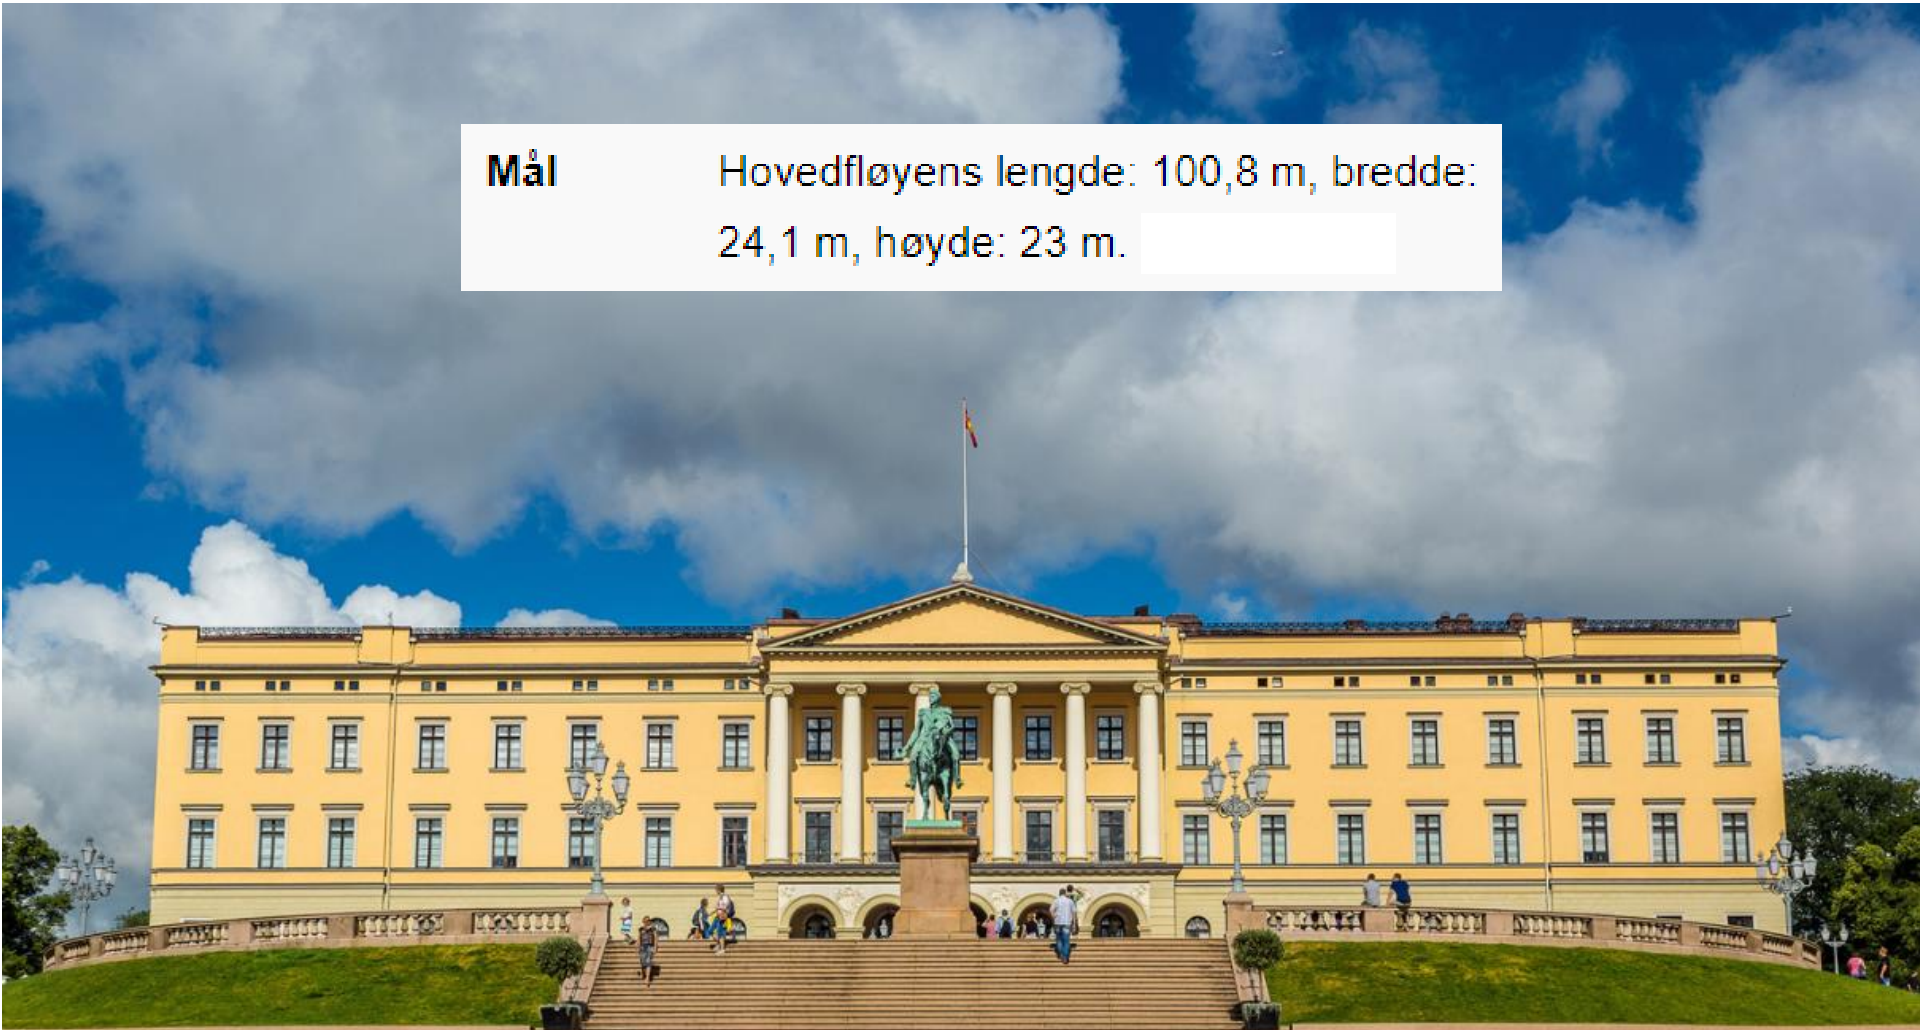 Mål Hovedfløyens lengde: 100,8 m, bredde:
24,1 m, høyde: 23 m.